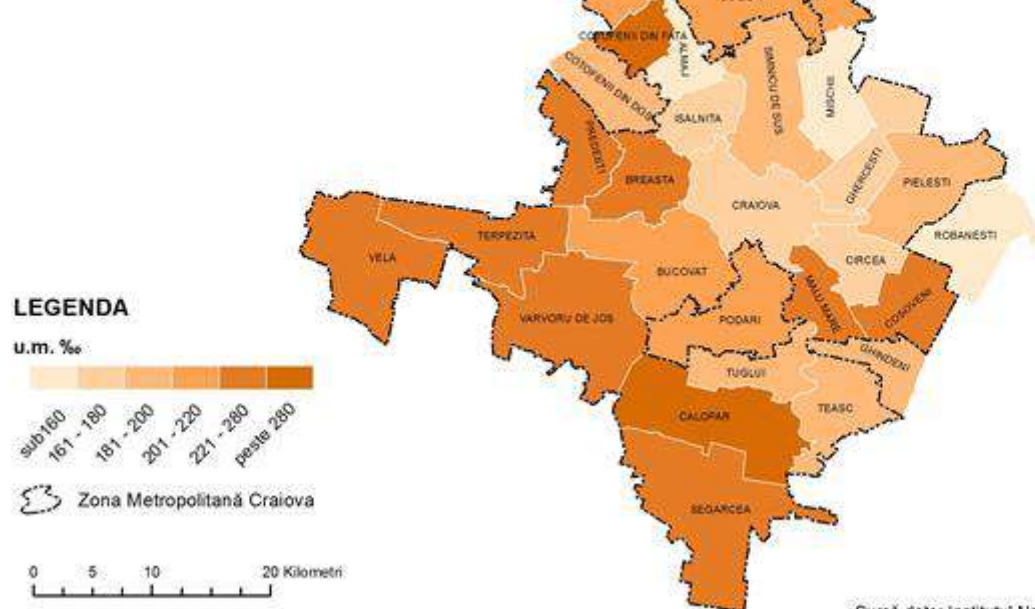 COTOFENII DIN FATA
ALMAJ
COTOFENII DIN DOS
SIMNICU DE SUS
MISCHII
ISALNITA
PREDESTI
BREASTA
GHERCESTI
PIELESTI
CRAIOVA
ROBANESTI
TERPEZITA
VELA
BUCOVAT
CIRCEA
MALU MARE
COSOVENI
VARVORU DE JOS
PODARI
GHINDENI
TUGLUI
CALOPAR
TEASC
SEGARCEA
LEGENDA
u.m. ‰
sub160
161 - 180
181 - 200
201 - 220
221 - 280
peste 280
Zona Metropolitană Craiova
0 5 10 20 Kilometri